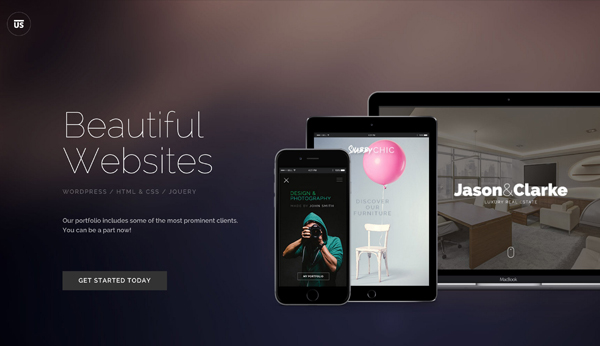 US
Beautiful
Websites
WORDPRESS / HTML & CSS / JQUERY
Our portfolio includes some of the most prominent clients.
You can be a part now!
GET STARTED TODAY
DESIGN &
PHOTOGRAPHY
MADE BY JOHN SMITH
MY PORTFOLIO
CHIC
DISCOVER
OUR
FURNITURE
Jason&Clarke
LUXURY REAL ESTATE
MacBook